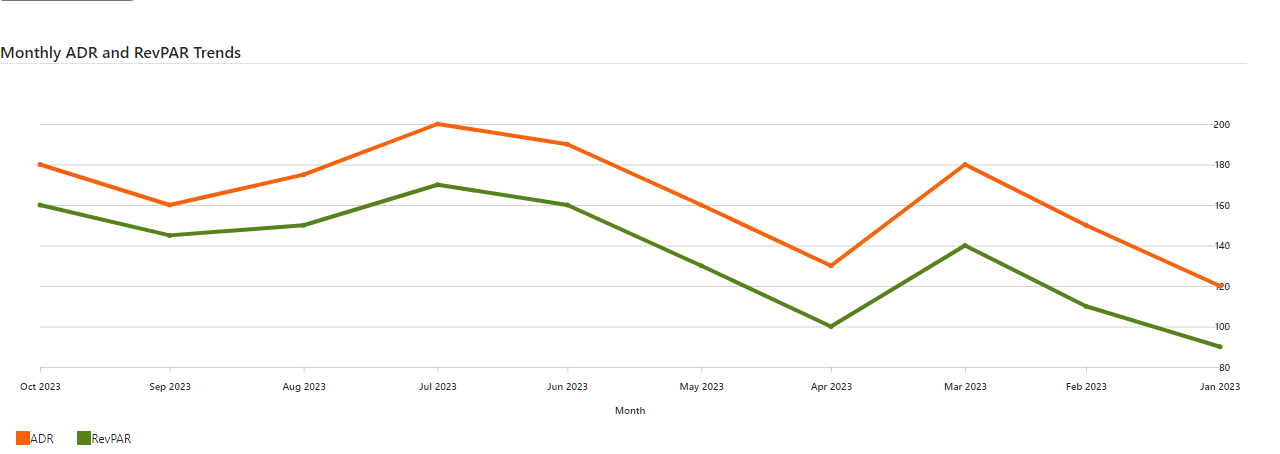 Monthly ADR and RevPAR Trends
200
180
160
140
120
100
80
Oct 2023 Sep 2023 Aug 2023 Jul 2023 Jun 2023 May 2023 Apr 2023 Mar 2023 Feb 2023 Jan 2023
Month
ADR RevPAR